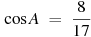 cos A = 8/17